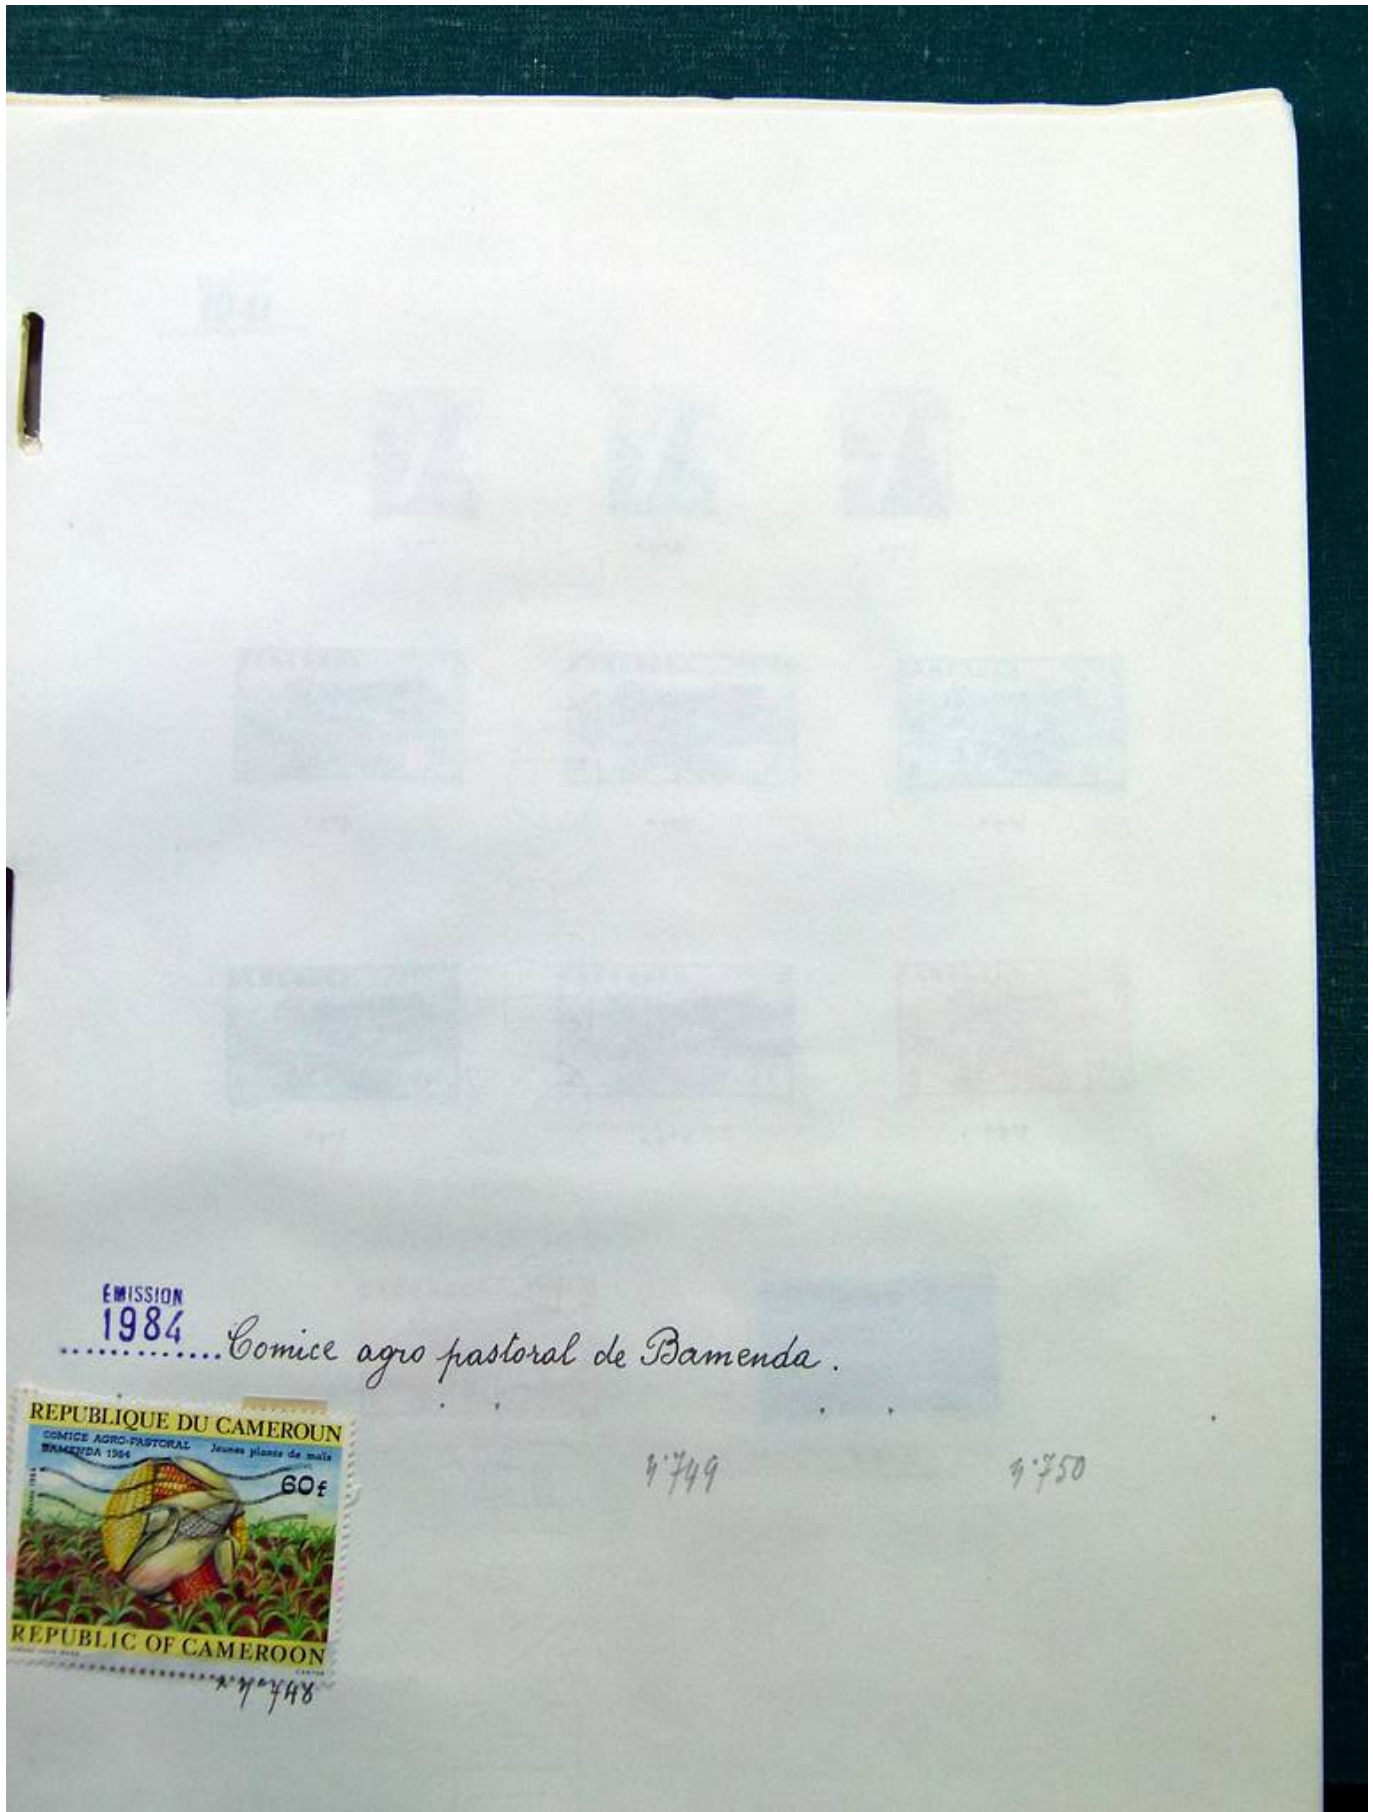 ÉMISSION
1984
Comice agro pastoral de Bamenda.
REPUBLIQUE DU CAMEROUN
COMICE AGRO-PASTORAL
BAMENDA 1984
Jeunes plants de maïs
60f
REPUBLIC OF CAMEROON
CARTOR
n° 748
n° 749
n° 750